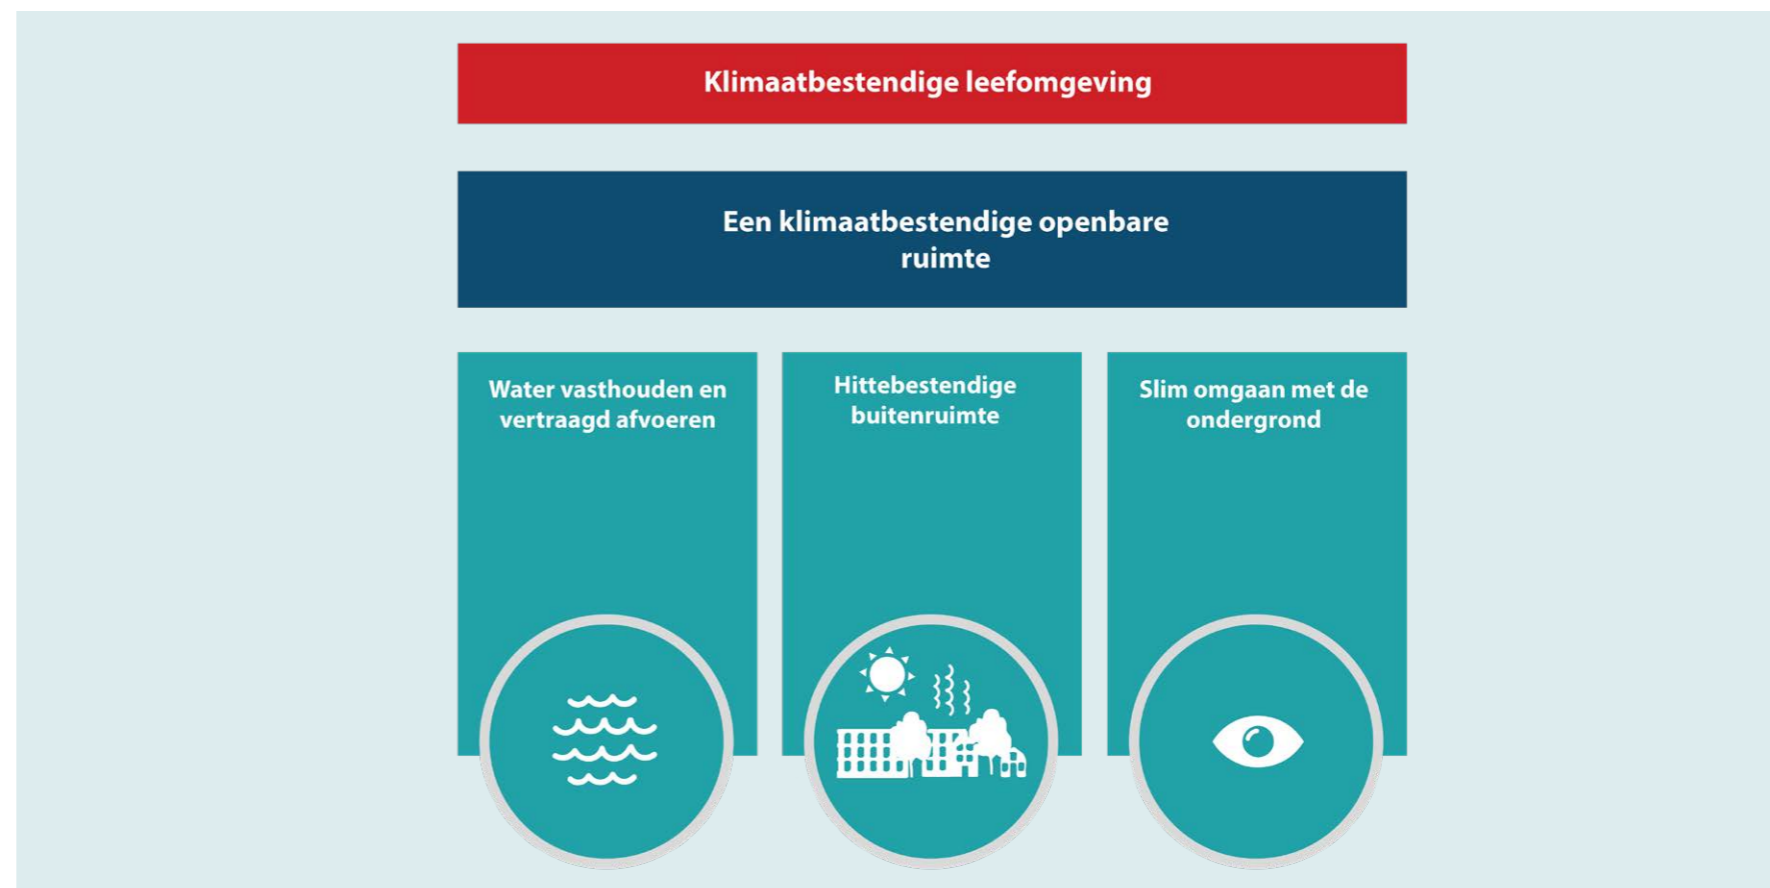 Klimaatbestendige leefomgeving
Een klimaatbestendige openbare
ruimte
Water vasthouden en
vertraagd afvoeren
Hittebestendige
buitenruimte
Slim omgaan met de
ondergrond